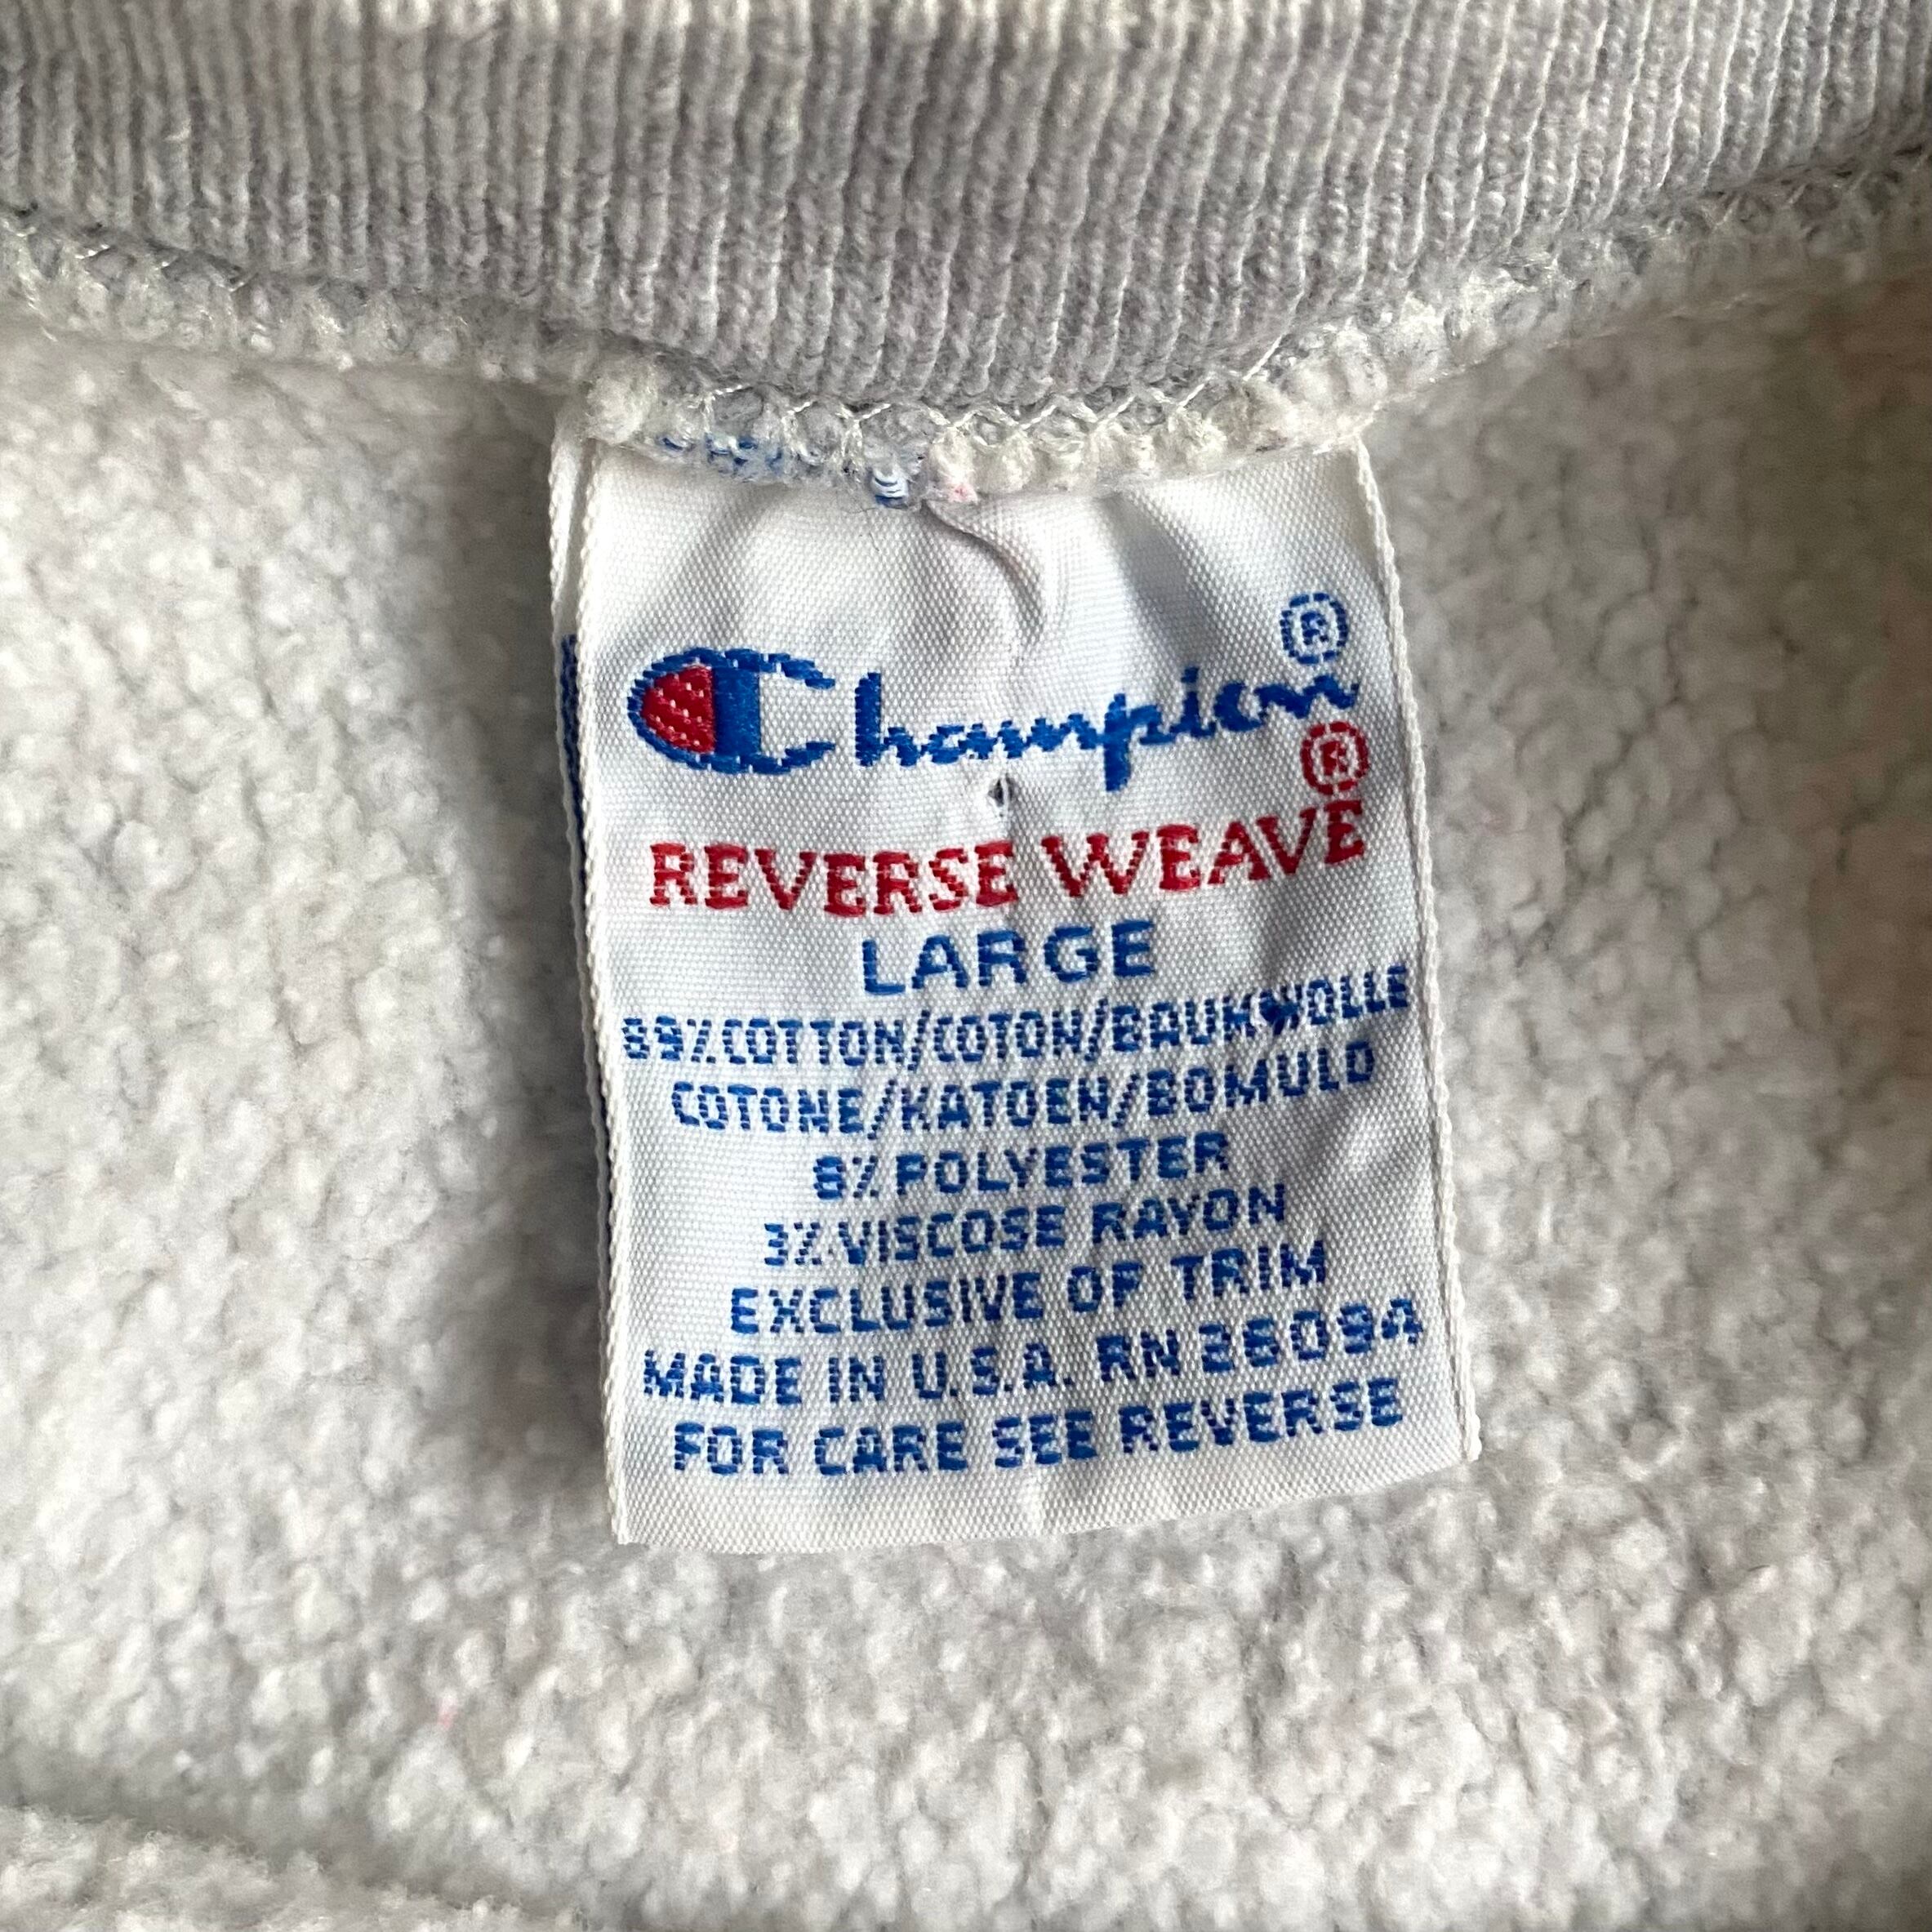 Champion®
REVERSE WEAVE®
LARGE
89% COTTON/COTON/BAUMWOLLE
COTONE/KATOEN/BOMULD
8% POLYESTER
3% VISCOSE RAYON
EXCLUSIVE OF TRIM
MADE IN U.S.A. RN 26094
FOR CARE SEE REVERSE